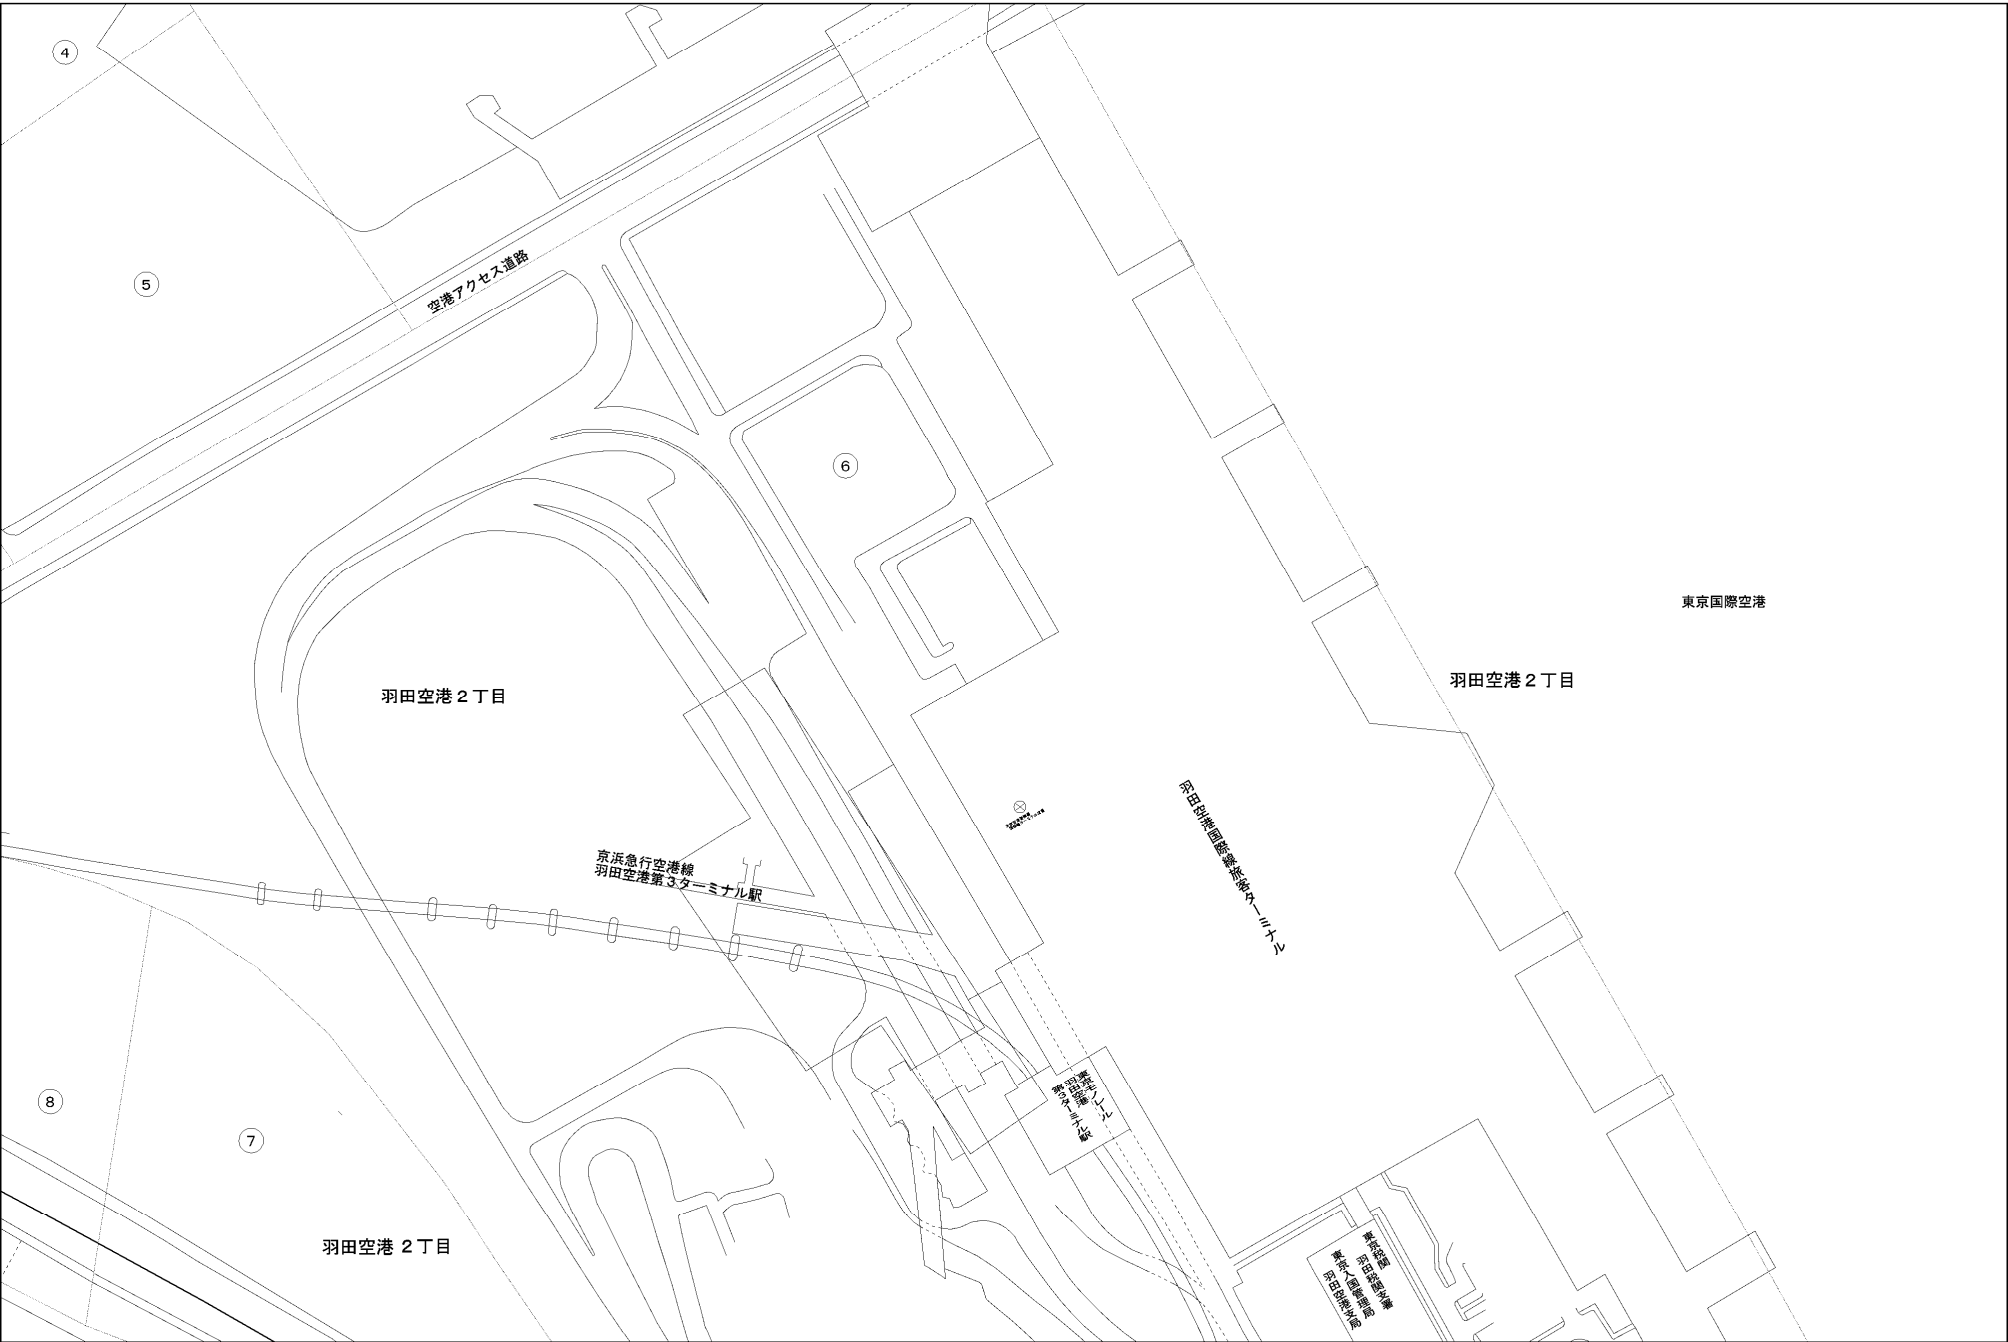 4
5
空港アクセス道路
6
東京国際空港
羽田空港2丁目
羽田空港2丁目
羽田空港国際線旅客ターミナル
京浜急行空港線
羽田空港第3ターミナル駅
東京モノレール
羽田空港
第3ターミナル駅
8
7
羽田空港 2丁目
東京税関
羽田税関支署
東京入国管理局
羽田空港支局